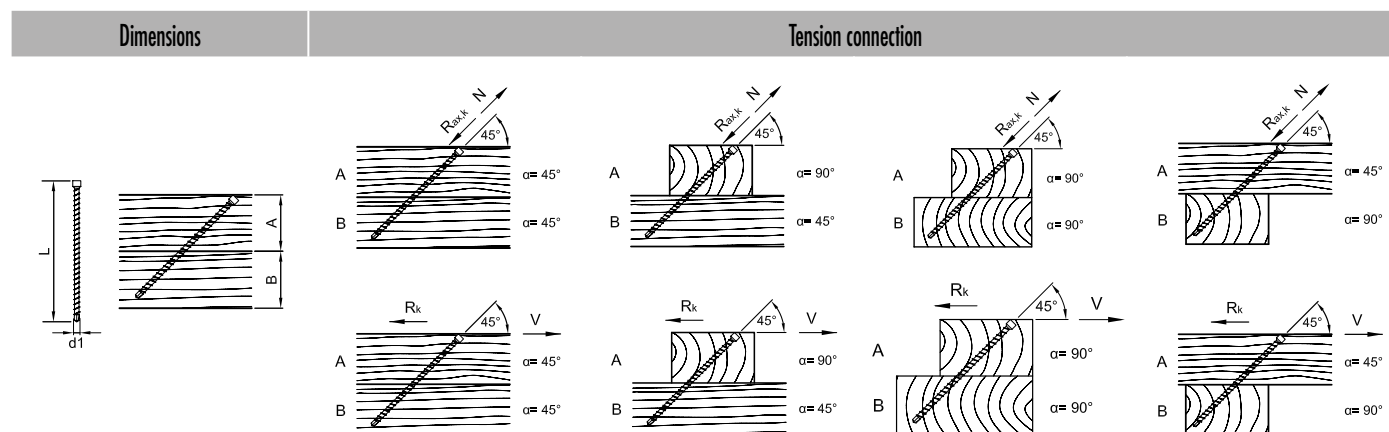 Dimensions
Tension connection
L
d1
A
B
Rax,k
N
45°
A
α= 45°
B
α= 45°
Rax,k
N
45°
A
α= 90°
B
α= 45°
Rax,k
N
45°
A
α= 90°
B
α= 90°
Rax,k
N
45°
A
α= 45°
B
α= 90°
Rk
45°
V
A
α= 45°
B
α= 45°
Rk
45°
V
A
α= 90°
B
α= 45°
Rk
45°
V
A
α= 90°
B
α= 90°
Rk
45°
V
A
α= 45°
B
α= 90°